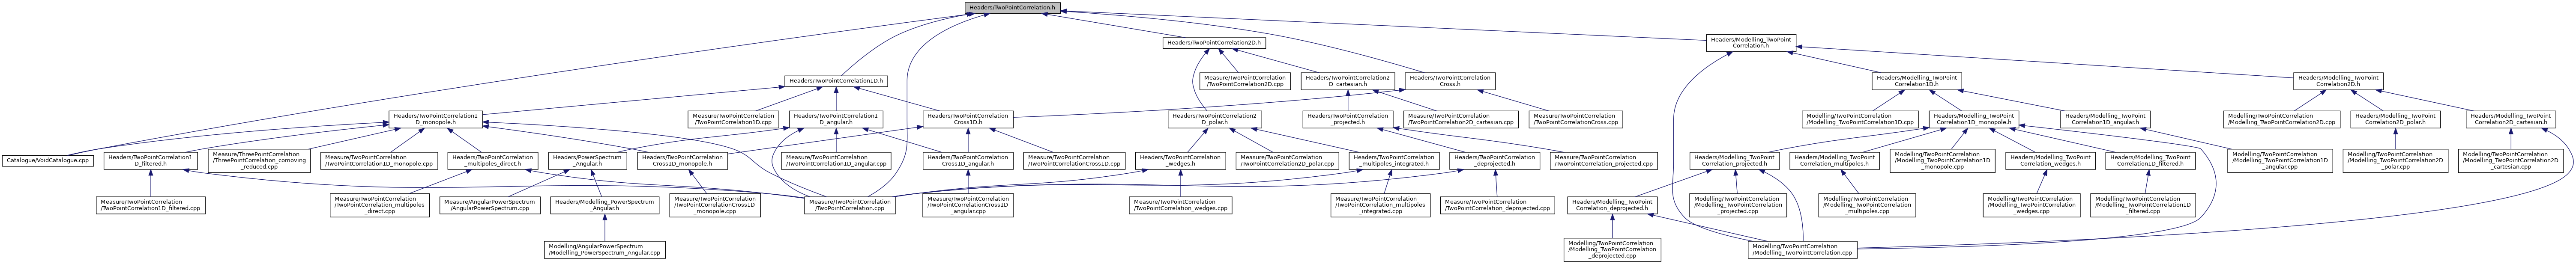 Headers/TwoPointCorrelation.h
Headers/TwoPointCorrelation2D.h
Headers/Modelling_TwoPoint
Correlation.h
Headers/TwoPointCorrelation1D.h
Measure/TwoPointCorrelation
/TwoPointCorrelation2D.cpp
Headers/TwoPointCorrelation2
D_cartesian.h
Headers/TwoPointCorrelation
Cross.h
Headers/Modelling_TwoPoint
Correlation1D.h
Headers/Modelling_TwoPoint
Correlation2D.h
Headers/TwoPointCorrelation1
D_monopole.h
Measure/TwoPointCorrelation
/TwoPointCorrelation1D.cpp
Headers/TwoPointCorrelation1
D_angular.h
Headers/TwoPointCorrelation
Cross1D.h
Headers/TwoPointCorrelation2
D_polar.h
Headers/TwoPointCorrelation
_projected.h
Measure/TwoPointCorrelation
/TwoPointCorrelation2D_cartesian.cpp
Measure/TwoPointCorrelation
/TwoPointCorrelationCross.cpp
Modelling/TwoPointCorrelation
/Modelling_TwoPointCorrelation1D.cpp
Headers/Modelling_TwoPoint
Correlation1D_monopole.h
Headers/Modelling_TwoPoint
Correlation1D_angular.h
Modelling/TwoPointCorrelation
/Modelling_TwoPointCorrelation2D.cpp
Headers/Modelling_TwoPoint
Correlation2D_polar.h
Headers/Modelling_TwoPoint
Correlation2D_cartesian.h
Catalogue/VoidCatalogue.cpp
Headers/TwoPointCorrelation1
D_filtered.h
Measure/ThreePointCorrelation
/ThreePointCorrelation_comoving
_reduced.cpp
Measure/TwoPointCorrelation
/TwoPointCorrelation1D_monopole.cpp
Headers/TwoPointCorrelation
_multipoles_direct.h
Headers/PowerSpectrum
_Angular.h
Headers/TwoPointCorrelation
Cross1D_monopole.h
Measure/TwoPointCorrelation
/TwoPointCorrelation1D_angular.cpp
Headers/TwoPointCorrelation
Cross1D_angular.h
Measure/TwoPointCorrelation
/TwoPointCorrelationCross1D.cpp
Headers/TwoPointCorrelation
_wedges.h
Measure/TwoPointCorrelation
/TwoPointCorrelation2D_polar.cpp
Headers/TwoPointCorrelation
_multipoles_integrated.h
Headers/TwoPointCorrelation
_deprojected.h
Measure/TwoPointCorrelation
/TwoPointCorrelation_projected.cpp
Headers/Modelling_TwoPoint
Correlation_projected.h
Headers/Modelling_TwoPoint
Correlation_multipoles.h
Modelling/TwoPointCorrelation
/Modelling_TwoPointCorrelation1D
_monopole.cpp
Headers/Modelling_TwoPoint
Correlation_wedges.h
Headers/Modelling_TwoPoint
Correlation1D_filtered.h
Modelling/TwoPointCorrelation
/Modelling_TwoPointCorrelation1D
_angular.cpp
Modelling/TwoPointCorrelation
/Modelling_TwoPointCorrelation2D
_polar.cpp
Modelling/TwoPointCorrelation
/Modelling_TwoPointCorrelation2D
_cartesian.cpp
Measure/TwoPointCorrelation
/TwoPointCorrelation1D_filtered.cpp
Measure/TwoPointCorrelation
/TwoPointCorrelation_multipoles
_direct.cpp
Measure/AngularPowerSpectrum
/AngularPowerSpectrum.cpp
Headers/Modelling_PowerSpectrum
_Angular.h
Measure/TwoPointCorrelation
/TwoPointCorrelationCross1D
_monopole.cpp
Measure/TwoPointCorrelation
/TwoPointCorrelation.cpp
Measure/TwoPointCorrelation
/TwoPointCorrelationCross1D
_angular.cpp
Measure/TwoPointCorrelation
/TwoPointCorrelation_wedges.cpp
Measure/TwoPointCorrelation
/TwoPointCorrelation_multipoles
_integrated.cpp
Measure/TwoPointCorrelation
/TwoPointCorrelation_deprojected.cpp
Headers/Modelling_TwoPoint
Correlation_deprojected.h
Modelling/TwoPointCorrelation
/Modelling_TwoPointCorrelation
_projected.cpp
Modelling/TwoPointCorrelation
/Modelling_TwoPointCorrelation
_multipoles.cpp
Modelling/TwoPointCorrelation
/Modelling_TwoPointCorrelation
_wedges.cpp
Modelling/TwoPointCorrelation
/Modelling_TwoPointCorrelation1D
_filtered.cpp
Modelling/AngularPowerSpectrum
/Modelling_PowerSpectrum_Angular.cpp
Modelling/TwoPointCorrelation
/Modelling_TwoPointCorrelation
_deprojected.cpp
Modelling/TwoPointCorrelation
/Modelling_TwoPointCorrelation.cpp